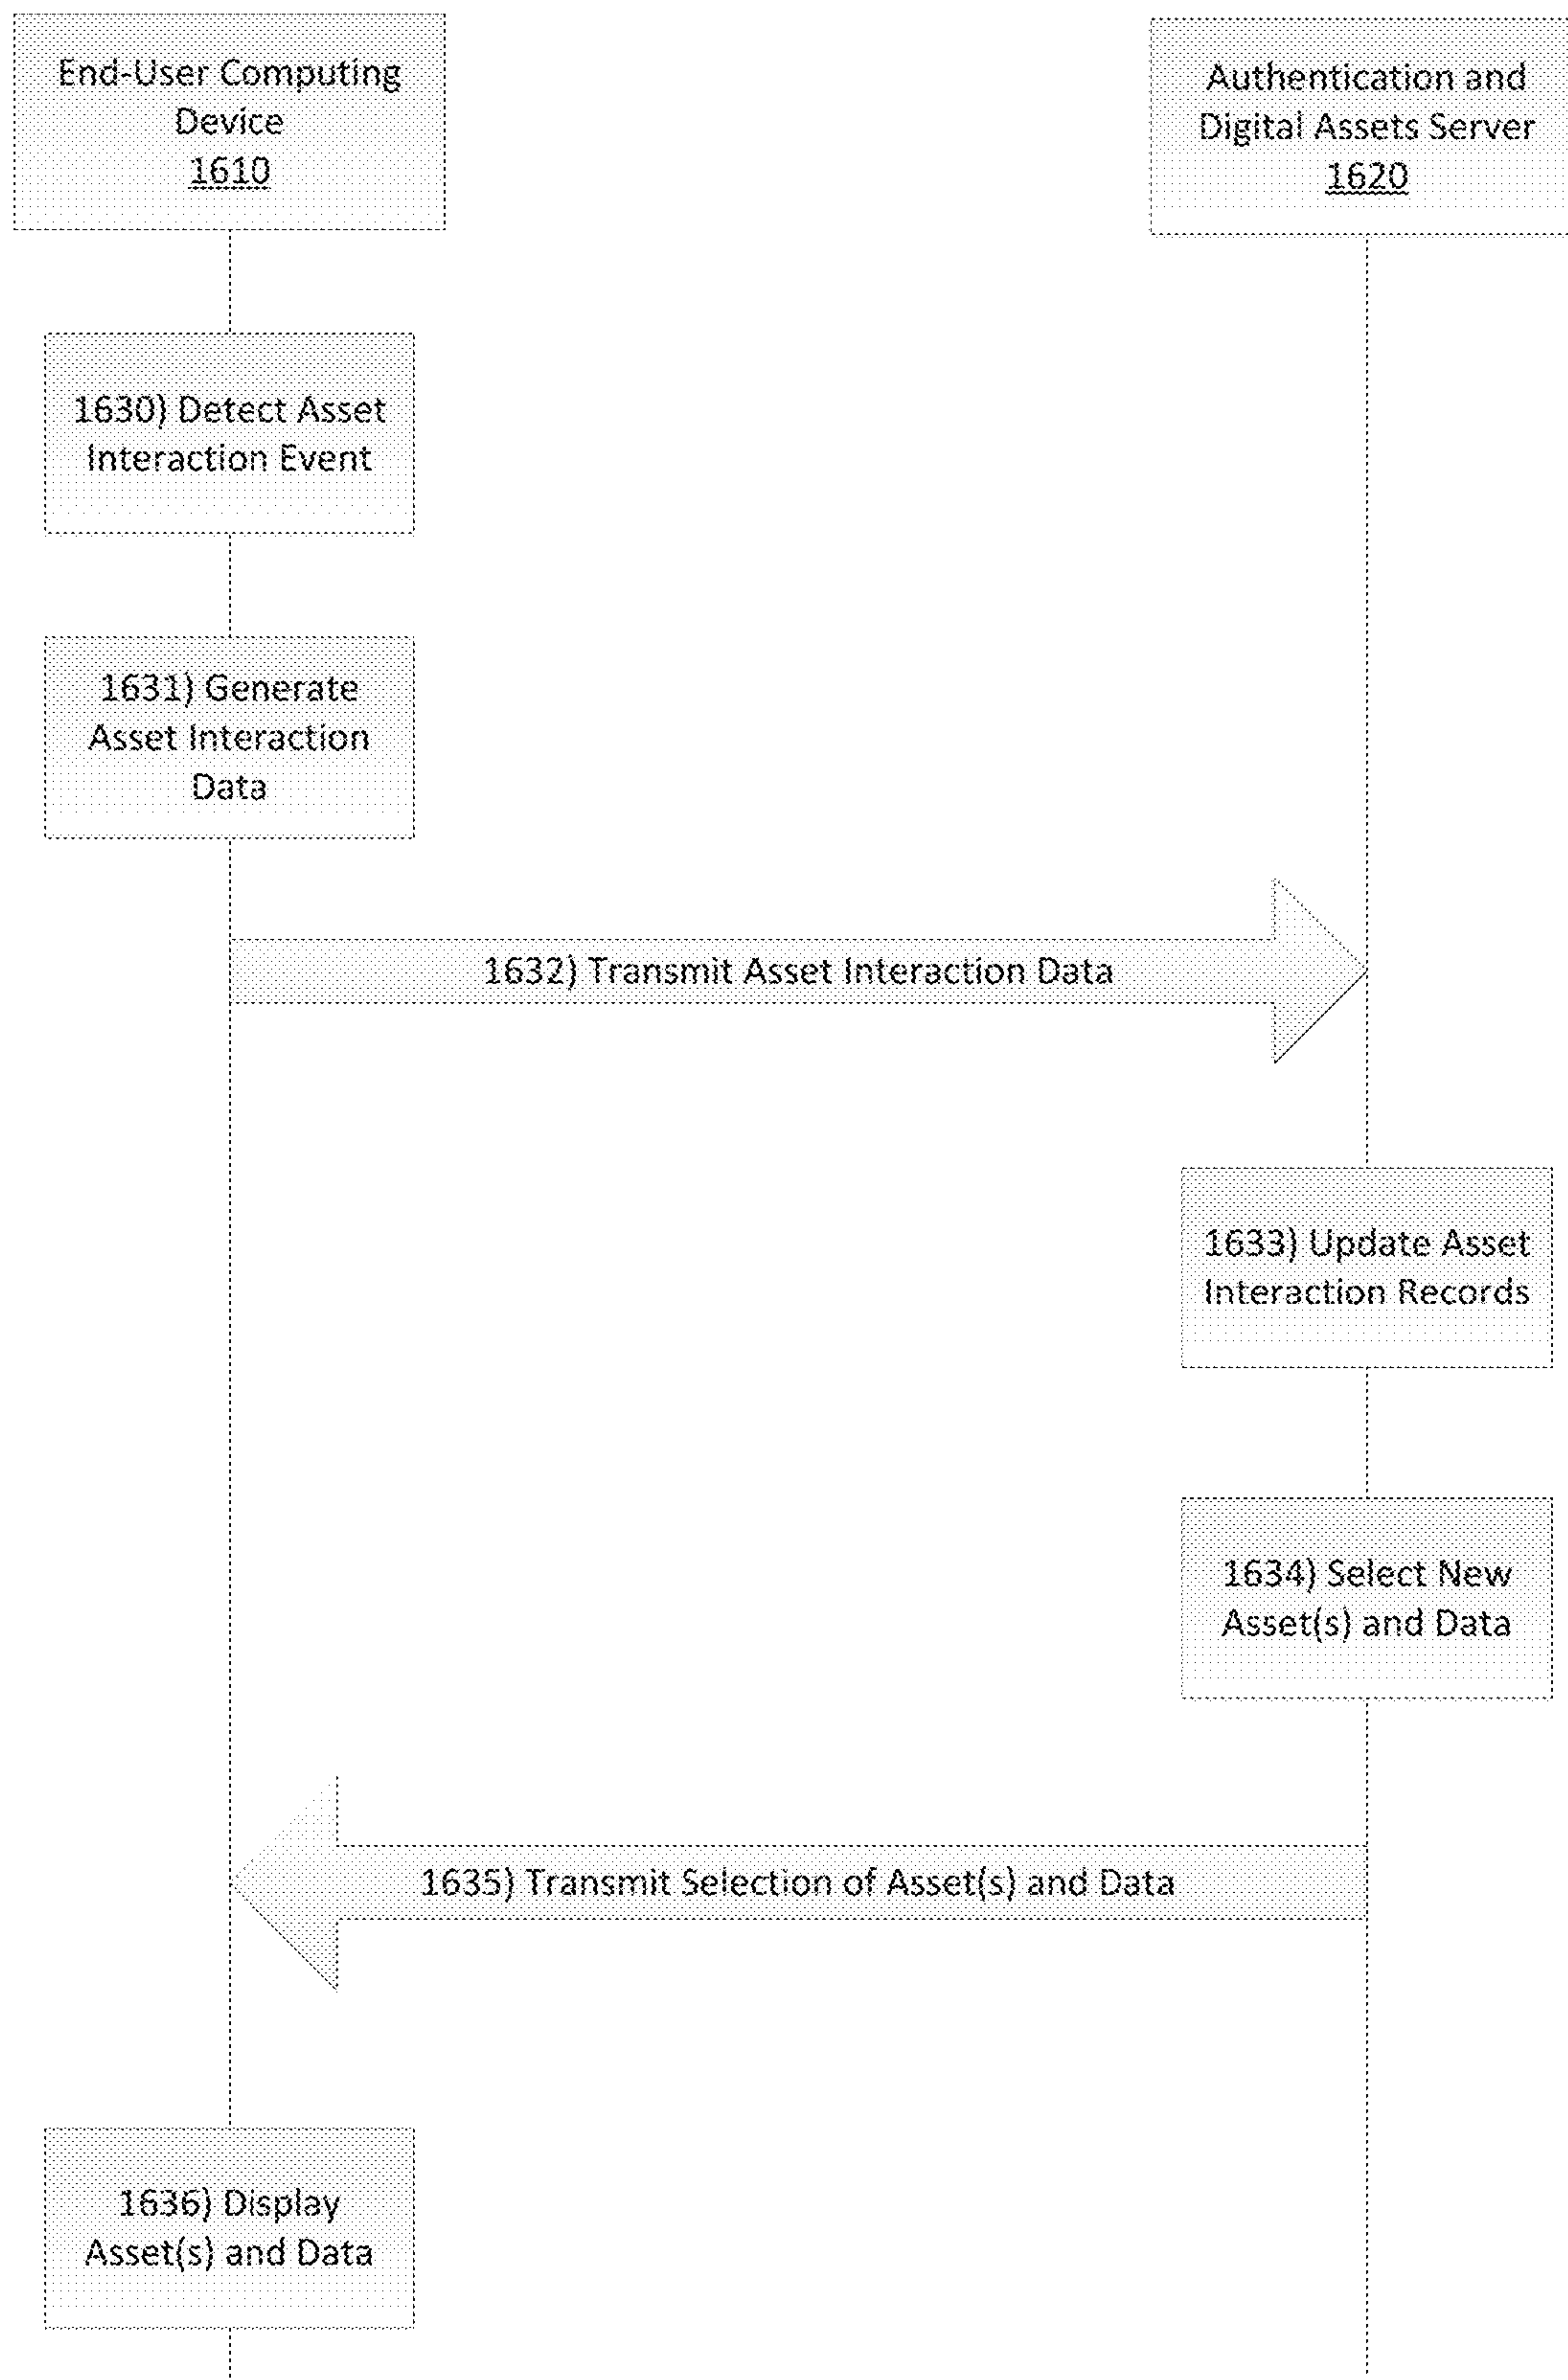 End-User Computing
Device
1610
Authentication and
Digital Assets Server
1620
1630) Detect Asset
Interaction Event
1631) Generate
Asset Interaction
Data
1632) Transmit Asset Interaction Data
1633) Update Asset
Interaction Records
1634) Select New
Asset(s) and Data
1635) Transmit Selection of Asset(s) and Data
1636) Display
Asset(s) and Data